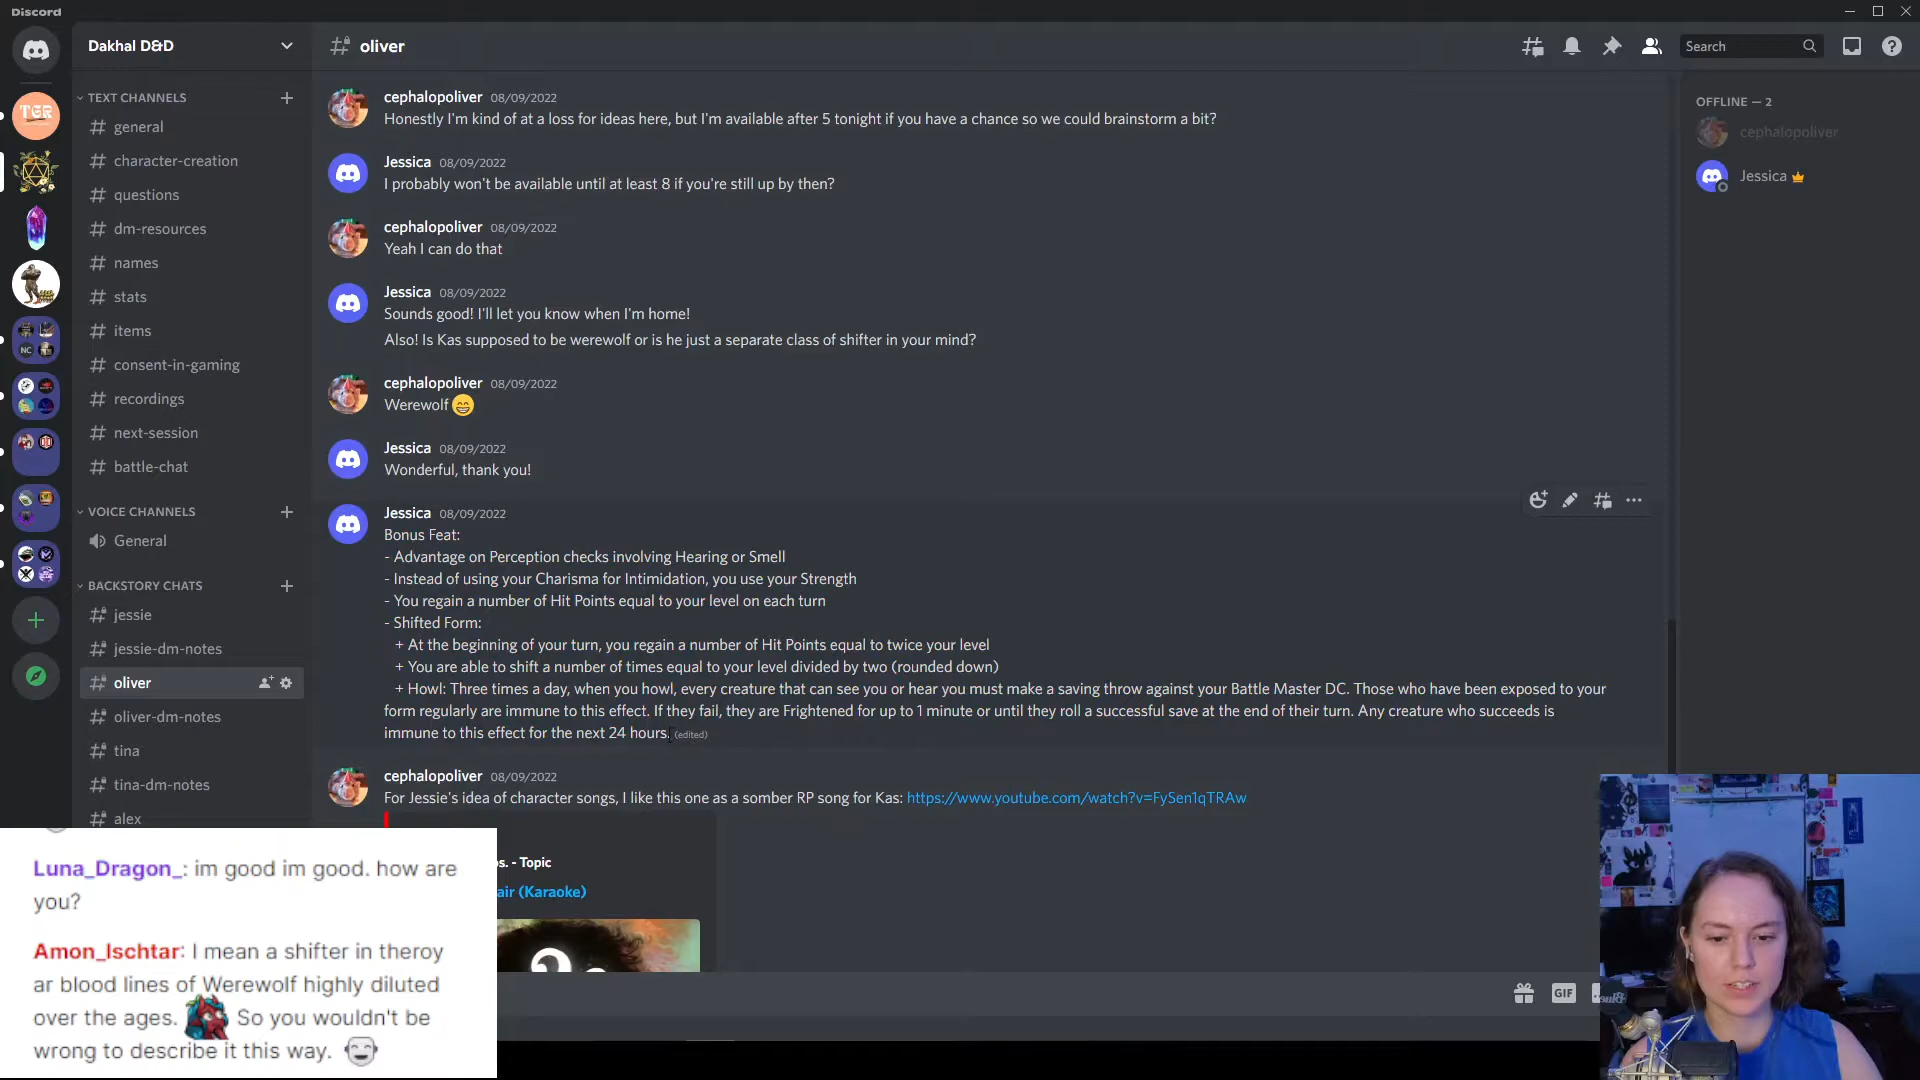 Discord
Dakhal D&D
oliver
Search
TEXT CHANNELS
general
character-creation
questions
dm-resources
names
stats
items
consent-in-gaming
recordings
next-session
battle-chat
VOICE CHANNELS
General
BACKSTORY CHATS
jessie
jessie-dm-notes
oliver
oliver-dm-notes
tina
tina-dm-notes
alex
TGR
NC
cephalopoliver 08/09/2022
Honestly I'm kind of at a loss for ideas here, but I'm available after 5 tonight if you have a chance so we could brainstorm a bit?
Jessica 08/09/2022
I probably won't be available until at least 8 if you're still up by then?
cephalopoliver 08/09/2022
Yeah I can do that
Jessica 08/09/2022
Sounds good! I'll let you know when I'm home!
Also! Is Kas supposed to be werewolf or is he just a separate class of shifter in your mind?
cephalopoliver 08/09/2022
Werewolf 😁
Jessica 08/09/2022
Wonderful, thank you!
Jessica 08/09/2022
Bonus Feat:
- Advantage on Perception checks involving Hearing or Smell
- Instead of using your Charisma for Intimidation, you use your Strength
- You regain a number of Hit Points equal to your level on each turn
- Shifted Form:
+ At the beginning of your turn, you regain a number of Hit Points equal to twice your level
+ You are able to shift a number of times equal to your level divided by two (rounded down)
+ Howl: Three times a day, when you howl, every creature that can see you or hear you must make a saving throw against your Battle Master DC. Those who have been exposed to your
form regularly are immune to this effect. If they fail, they are Frightened for up to 1 minute or until they roll a successful save at the end of their turn. Any creature who succeeds is
immune to this effect for the next 24 hours. (edited)
cephalopoliver 08/09/2022
For Jessie's idea of character songs, I like this one as a somber RP song for Kas: https://www.youtube.com/watch?v=FySen1qTRAw
s. - Topic
air (Karaoke)
GIF
OFFLINE — 2
cephalopoliver
Jessica
Luna_Dragon_: im good im good. how are
you?
Amon_Ischtar: I mean a shifter in theroy
ar blood lines of Werewolf highly diluted
over the ages. So you wouldn't be
wrong to describe it this way.